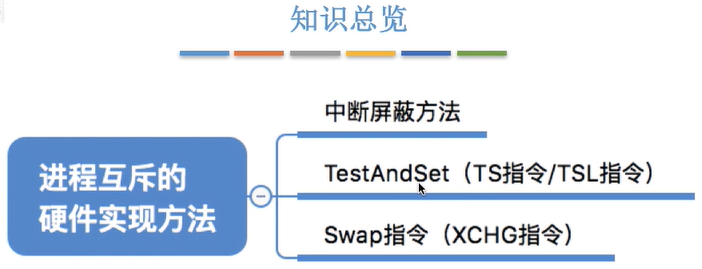 知识总览
进程互斥的
硬件实现方法
中断屏蔽方法
TestAndSet（TS指令/TSL指令）
Swap指令（XCHG指令）